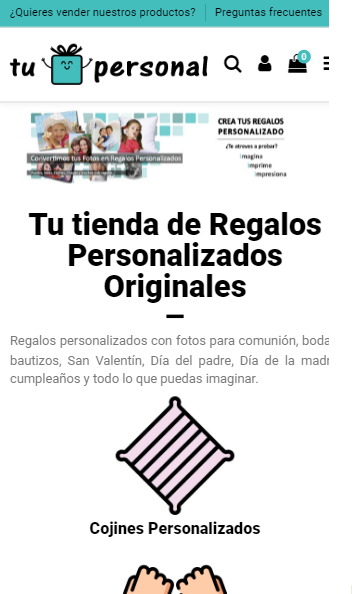 ¿Quieres vender nuestros productos? Preguntas frecuentes
tu personal
0
CREA TUS REGALOS
PERSONALIZADO
¿Te atreves a probar?
Imagina
Imprime
Impresiona
Convertimos tus Fotos en Regalos Personalizados
Tu tienda de Regalos
Personalizados
Originales
Regalos personalizados con fotos para comunión, boda
bautizos, San Valentín, Día del padre, Día de la madr
cumpleaños y todo lo que puedas imaginar.
Cojines Personalizados